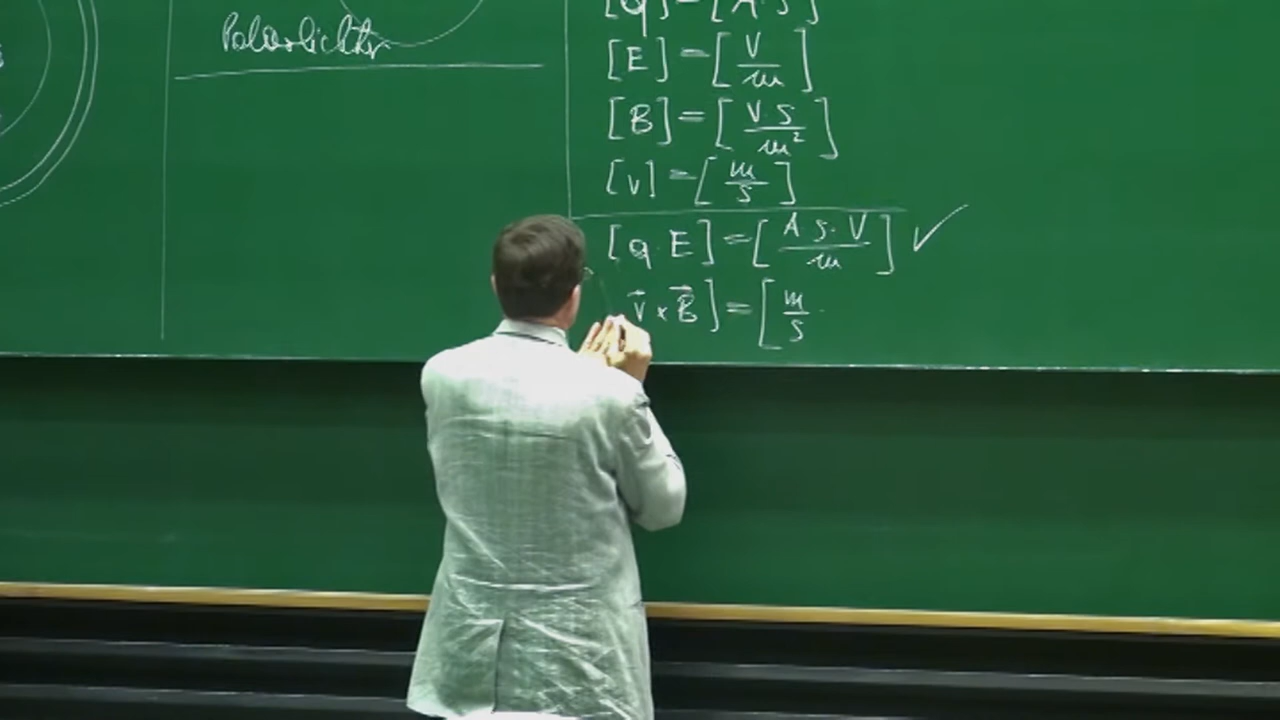 Polarlichter
[Q] = [A·s]
[E] = [V/m]
[B] = [V·s/m²]
[v] = [m/s]
[q·E] = [A s·V/m] ✓
v⃗ × B⃗] = [m/s ·